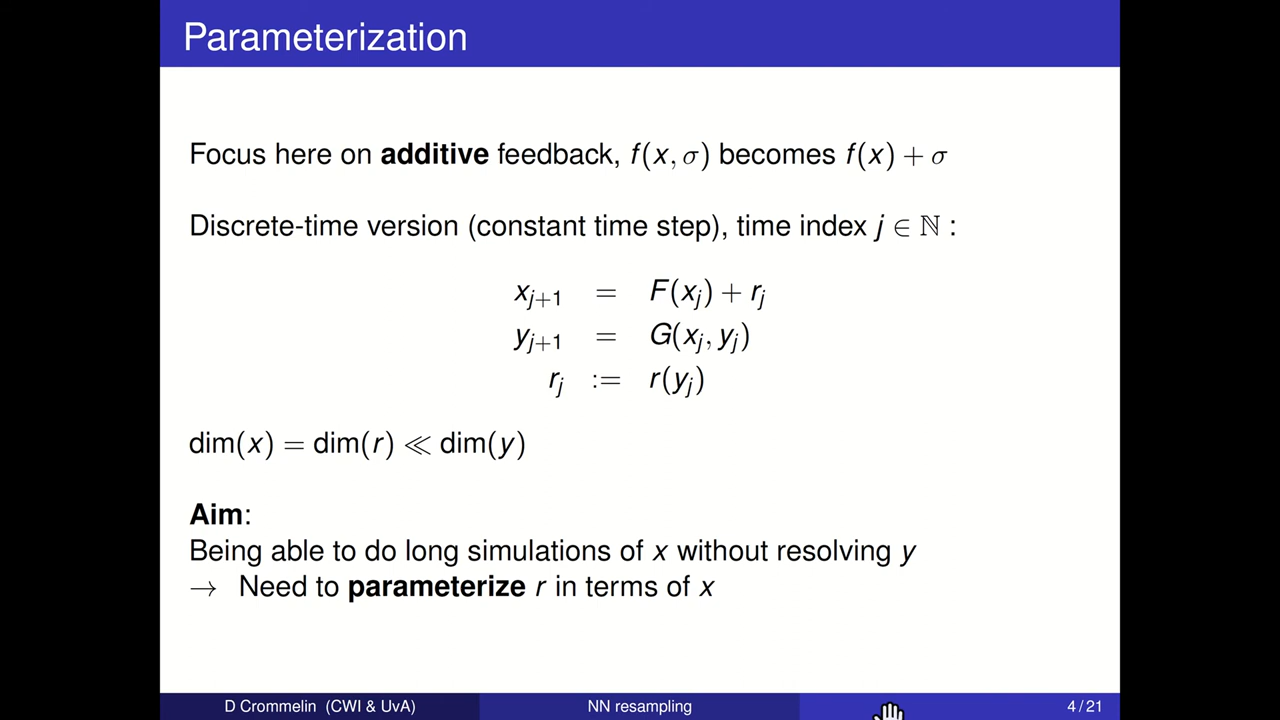 Parameterization
Focus here on additive feedback, f(x, σ) becomes f(x) + σ
Discrete-time version (constant time step), time index j ∈ ℕ :
x_{j+1} = F(x_j) + r_j
y_{j+1} = G(x_j, y_j)
r_j := r(y_j)
dim(x) = dim(r) ≪ dim(y)
Aim:
Being able to do long simulations of x without resolving y
→ Need to parameterize r in terms of x
D Crommelin (CWI & UvA) NN resampling 4 / 21